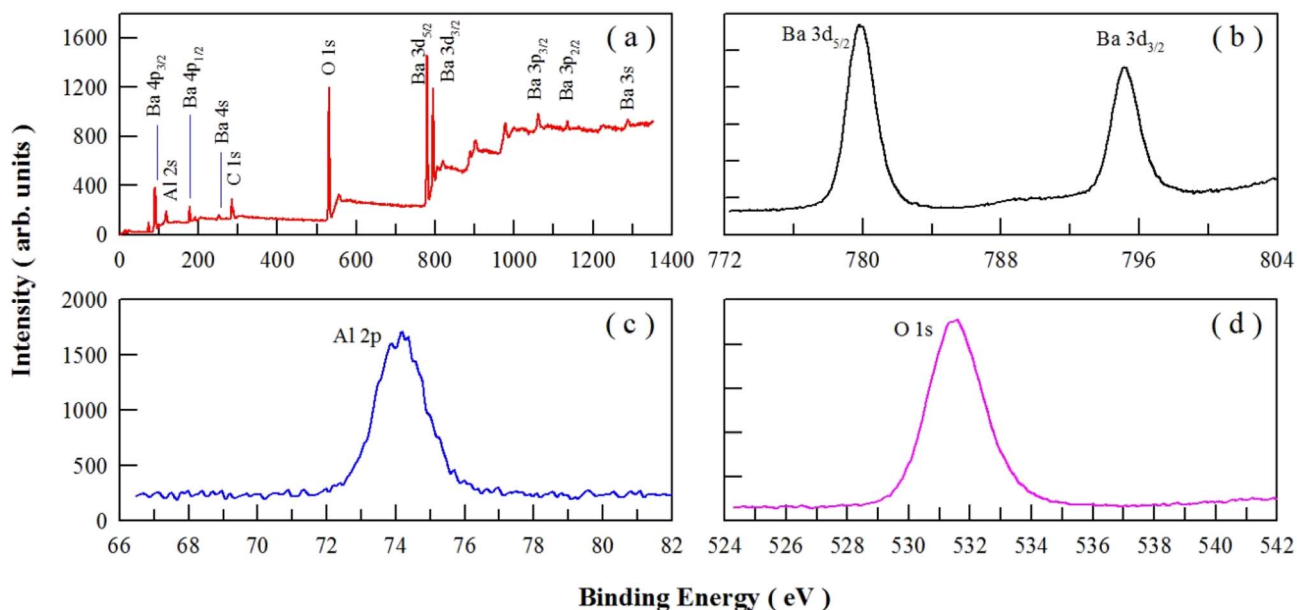 Intensity ( arb. units)
1600
1200
800
400
0
0 200 400 600 800 1000 1200 1400
Ba 4p3/2
Al 2s
Ba 4p1/2
Ba 4s
C 1s
O 1s
Ba 3d5/2
Ba 3d3/2
Ba 3p3/2
Ba 3p2/2
Ba 3s
( a )
Ba 3d5/2
Ba 3d3/2
( b )
772 780 788 796 804
2000
1500
1000
500
0
Al 2p
( c )
66 68 70 72 74 76 78 80 82
O 1s
( d )
524 526 528 530 532 534 536 538 540 542
Binding Energy ( eV )